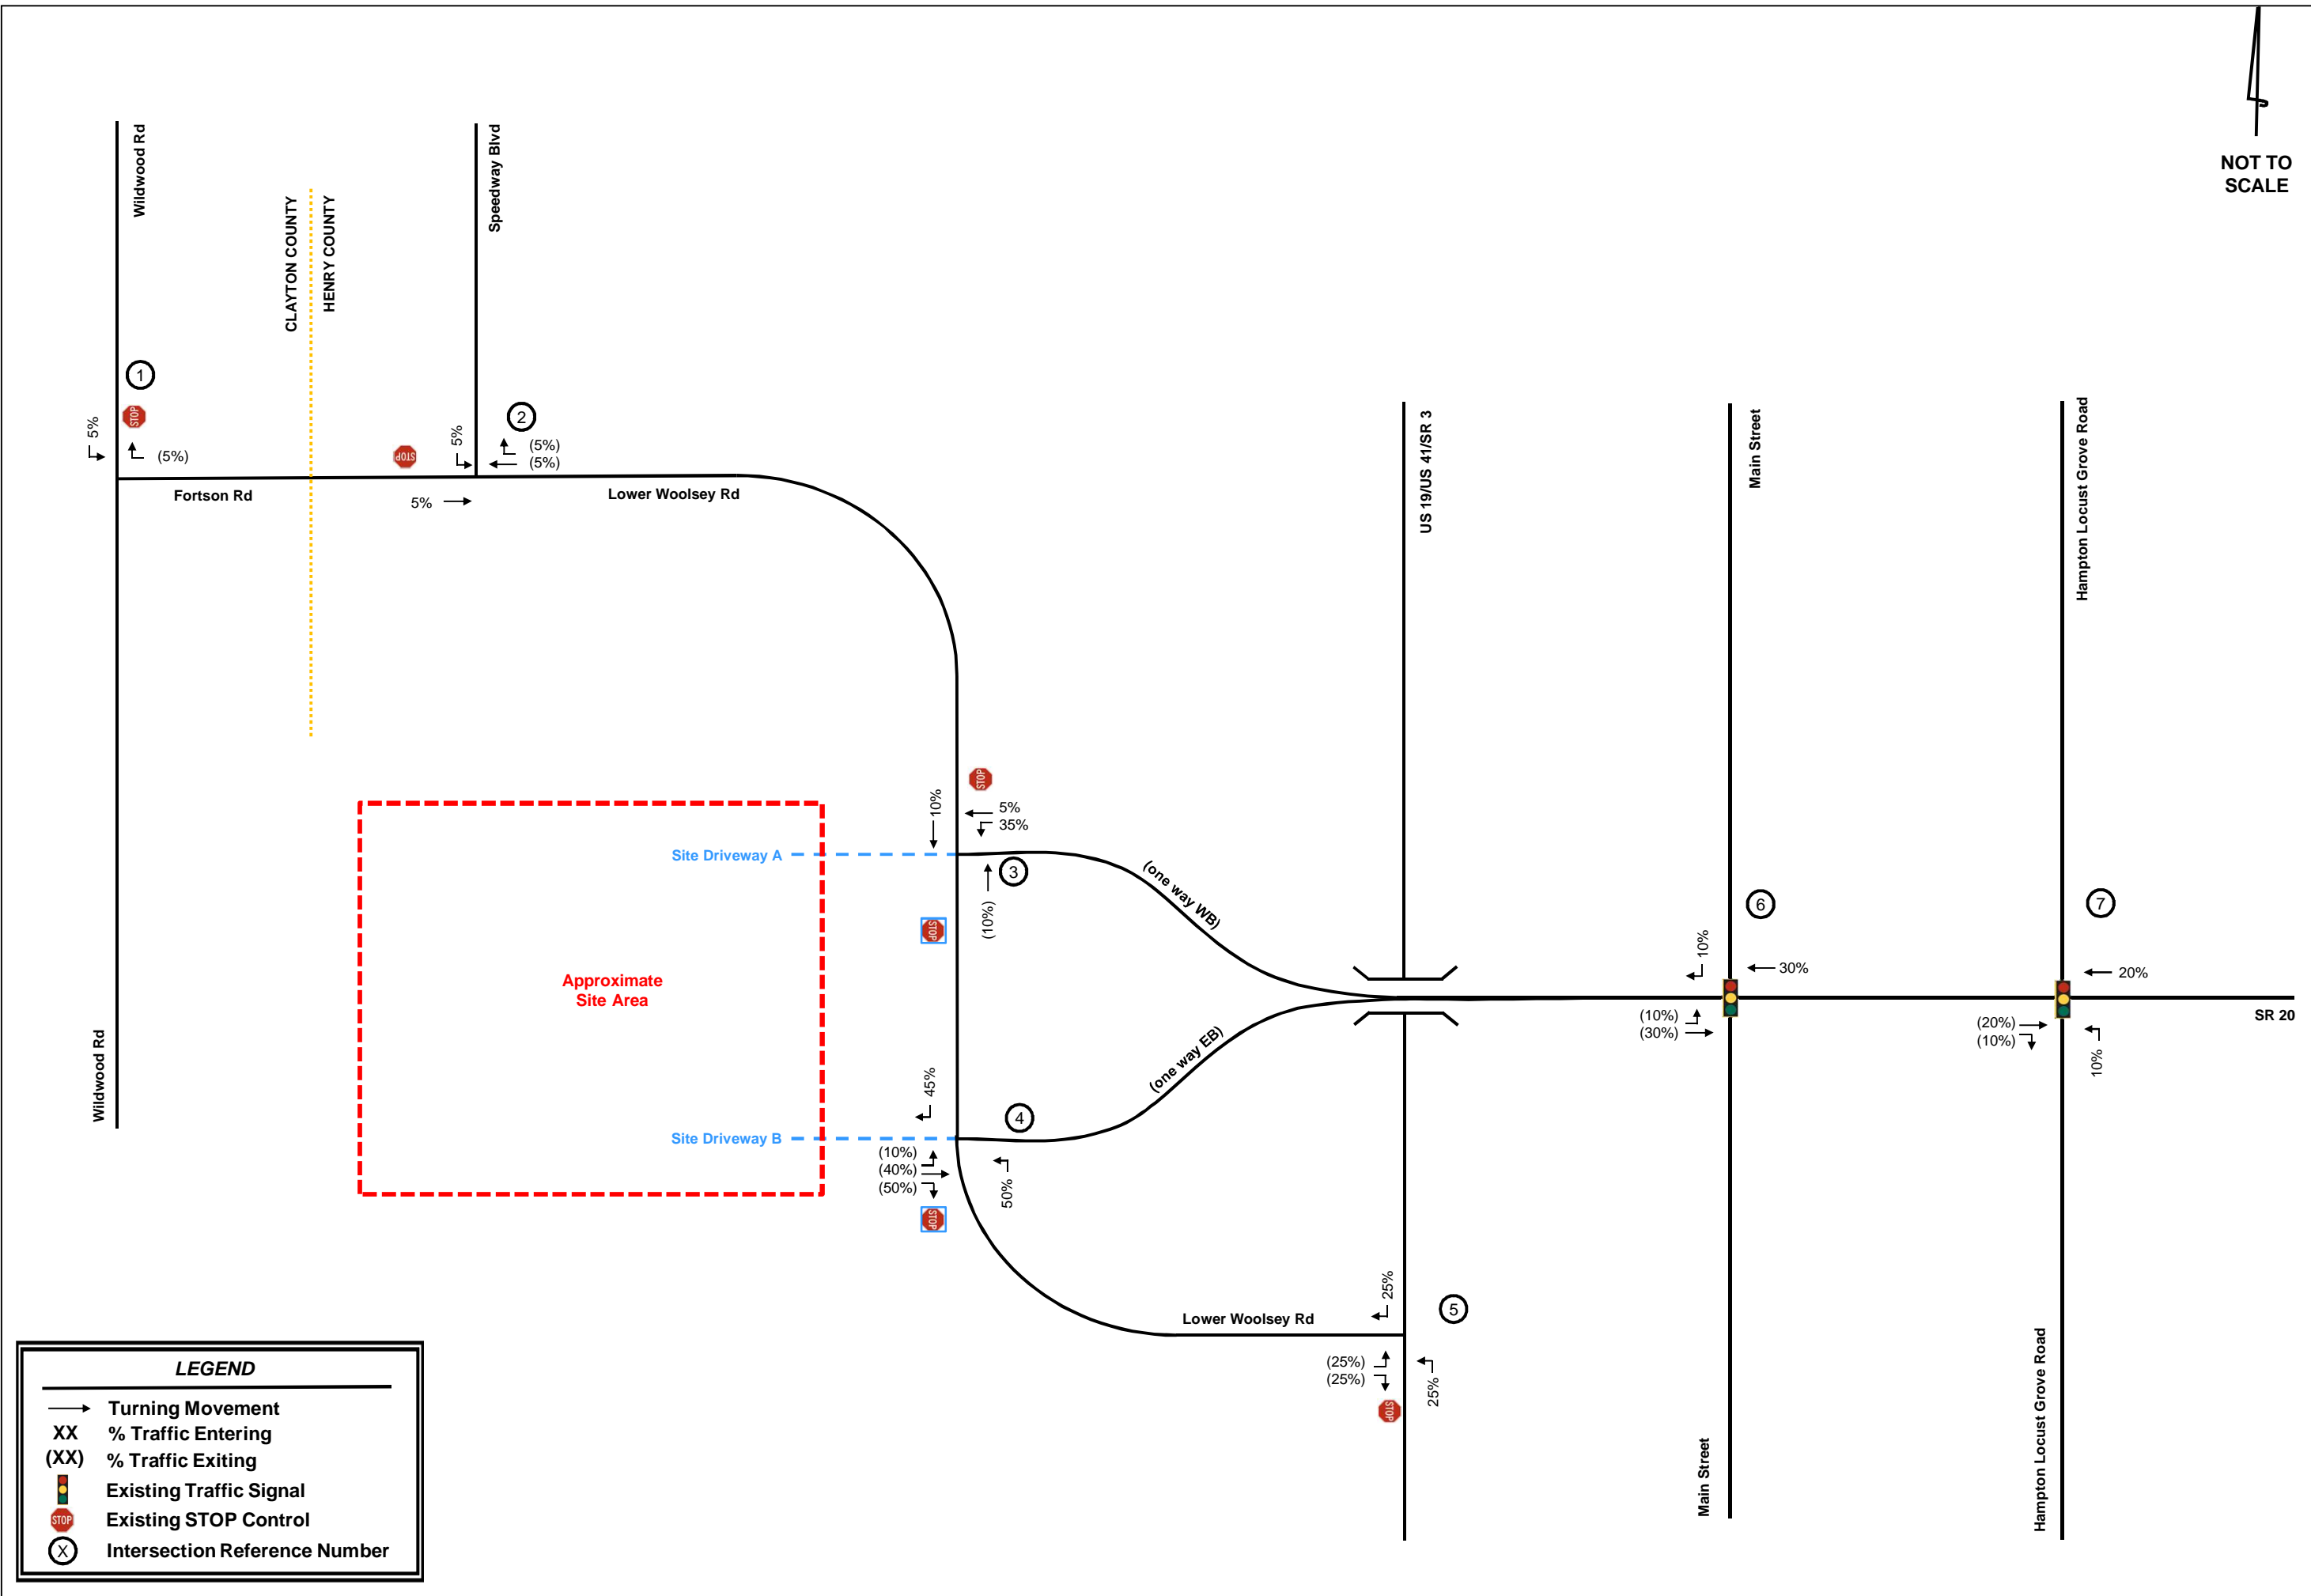 NOT TO
SCALE
Wildwood Rd
CLAYTON COUNTY
HENRY COUNTY
Speedway Blvd
1
STOP
5%
(5%)
Fortson Rd
STOP
2
5%
(5%)
(5%)
5%
Lower Woolsey Rd
US 19/US 41/SR 3
Main Street
Hampton Locust Grove Road
STOP
10%
5%
35%
Site Driveway A
3
(10%)
STOP
(one way WB)
Approximate
Site Area
6
10%
30%
(10%)
(30%)
7
20%
(20%)
(10%)
10%
SR 20
Wildwood Rd
(one way EB)
45%
4
Site Driveway B
(10%)
(40%)
(50%)
50%
STOP
Lower Woolsey Rd
25%
5
(25%)
(25%)
25%
STOP
Main Street
Hampton Locust Grove Road
LEGEND
Turning Movement
XX % Traffic Entering
(XX) % Traffic Exiting
Existing Traffic Signal
STOP Existing STOP Control
X Intersection Reference Number